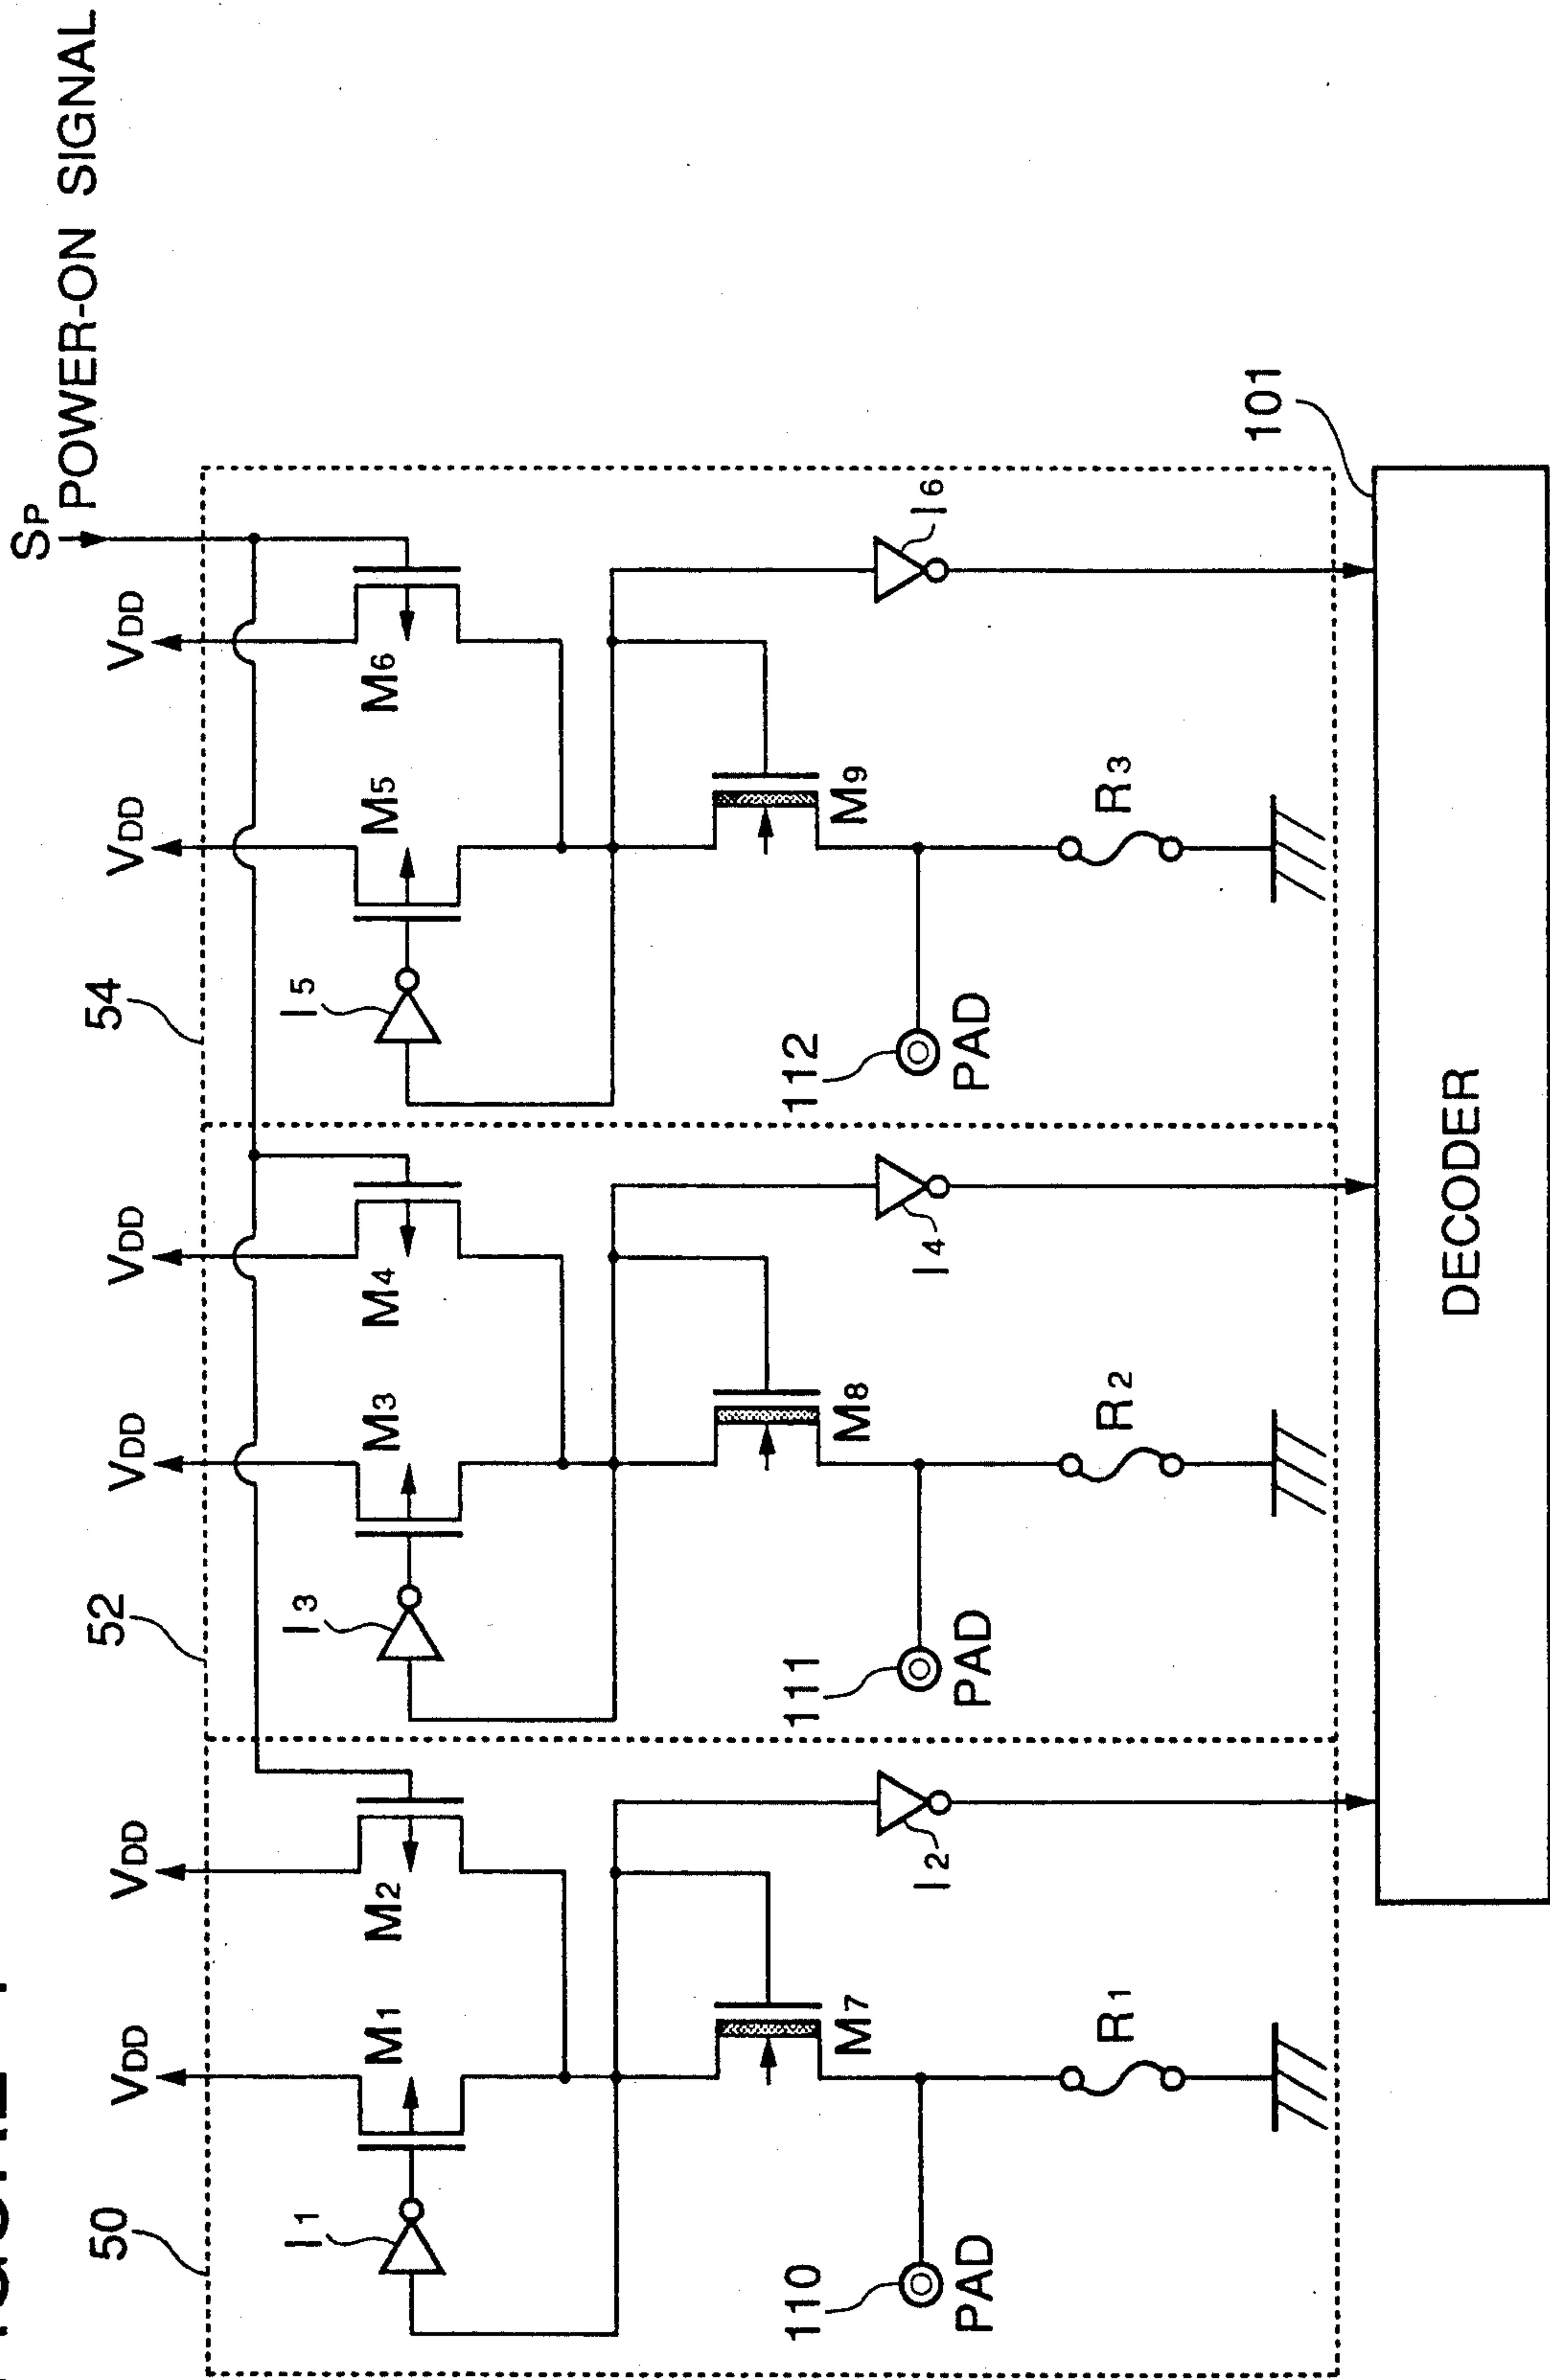 SP
POWER-ON SIGNAL
VDD
VDD
VDD
VDD
VDD
VDD
50
52
54
M1
M2
M3
M4
M5
M6
I1
I3
I5
110
PAD
M7
I2
111
PAD
M8
I4
112
PAD
M9
I6
R1
R2
R3
101
DECODER